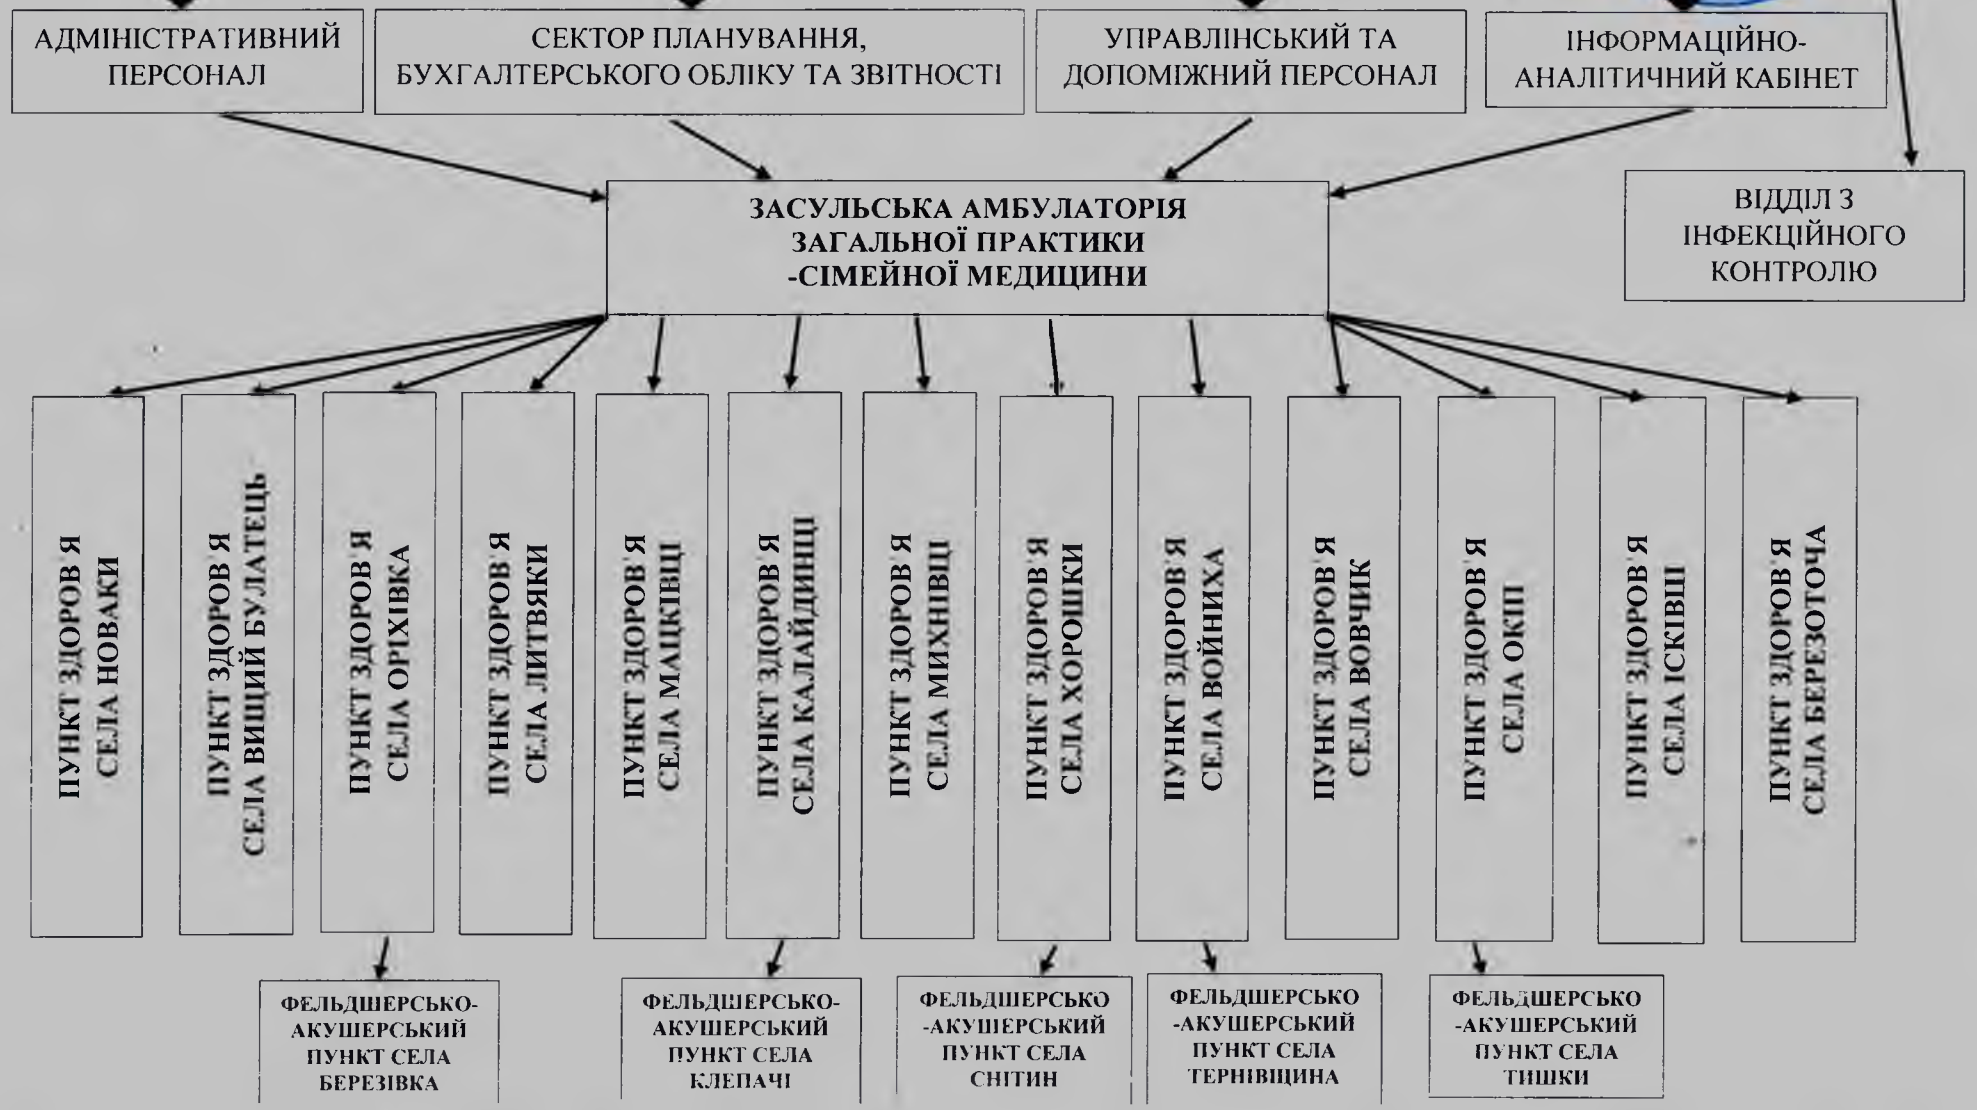 АДМІНІСТРАТИВНИЙ
ПЕРСОНАЛ
СЕКТОР ПЛАНУВАННЯ,
БУХГАЛТЕРСЬКОГО ОБЛІКУ ТА ЗВІТНОСТІ
УПРАВЛІНСЬКИЙ ТА
ДОПОМІЖНИЙ ПЕРСОНАЛ
ІНФОРМАЦІЙНО-
АНАЛІТИЧНИЙ КАБІНЕТ
ВІДДІЛ З
ІНФЕКЦІЙНОГО
КОНТРОЛЮ
ЗАСУЛЬСЬКА АМБУЛАТОРІЯ
ЗАГАЛЬНОЇ ПРАКТИКИ
-СІМЕЙНОЇ МЕДИЦИНИ
ПУНКТ ЗДОРОВ'Я
СЕЛА НОВАКИ
ПУНКТ ЗДОРОВ'Я
СЕЛА ВИЩИЙ БУЛАТЕЦЬ
ПУНКТ ЗДОРОВ'Я
СЕЛА ОРІХІВКА
ПУНКТ ЗДОРОВ'Я
СЕЛА ЛИТВЯКИ
ПУНКТ ЗДОРОВ'Я
СЕЛА МАЦКІВЦІ
ПУНКТ ЗДОРОВ'Я
СЕЛА КАЛАЙДИНЦІ
ПУНКТ ЗДОРОВ'Я
СЕЛА МИХНІВЦІ
ПУНКТ ЗДОРОВ'Я
СЕЛА ХОРОШКИ
ПУНКТ ЗДОРОВ'Я
СЕЛА ВОЙНИХА
ПУНКТ ЗДОРОВ'Я
СЕЛА ВОВЧИК
ПУНКТ ЗДОРОВ'Я
СЕЛА ОКІП
ПУНКТ ЗДОРОВ'Я
СЕЛА ІСКІВЦІ
ПУНКТ ЗДОРОВ'Я
СЕЛА БЕРЕЗОТОЧА
ФЕЛЬДШЕРСЬКО-
АКУШЕРСЬКИЙ
ПУНКТ СЕЛА
БЕРЕЗІВКА
ФЕЛЬДШЕРСЬКО-
АКУШЕРСЬКИЙ
ПУНКТ СЕЛА
КЛЕПАЧІ
ФЕЛЬДШЕРСЬКО
-АКУШЕРСЬКИЙ
ПУНКТ СЕЛА
СНІТИН
ФЕЛЬДШЕРСЬКО
-АКУШЕРСЬКИЙ
ПУНКТ СЕЛА
ТЕРНІВЩИНА
ФЕЛЬДШЕРСЬКО
-АКУШЕРСЬКИЙ
ПУНКТ СЕЛА
ТИШКИ